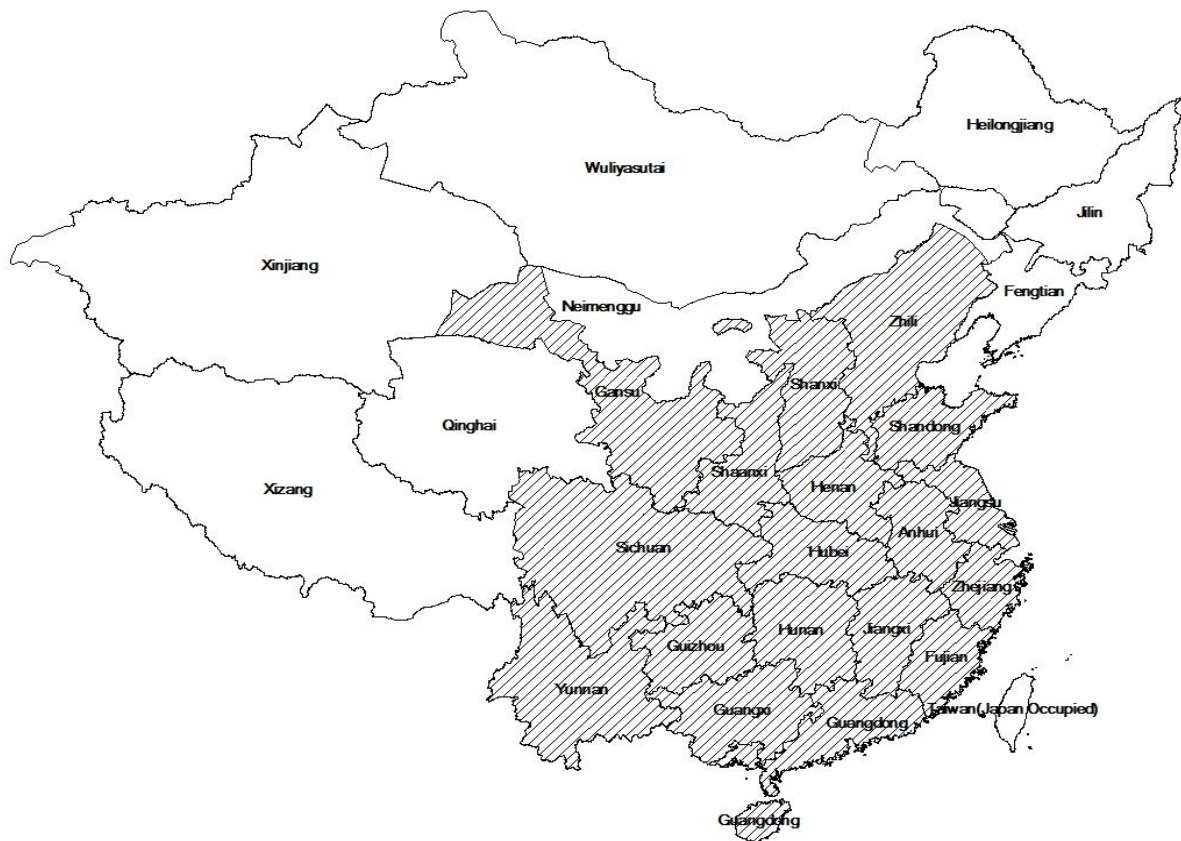 Heilongjiang
Wuliyasutai
Jilin
Xinjiang
Fengtian
Neimenggu
Zhili
Gansu
Shanxi
Qinghai
Shandong
Shaanxi
Xizang
Henan
Jiangsu
Anhui
Sichuan
Hubei
Zhejiang
Hunan
Jiangxi
Guizhou
Fujian
Yunnan
Guangxi
Taiwan(Japan Occupied)
Guangdong
Guangdong